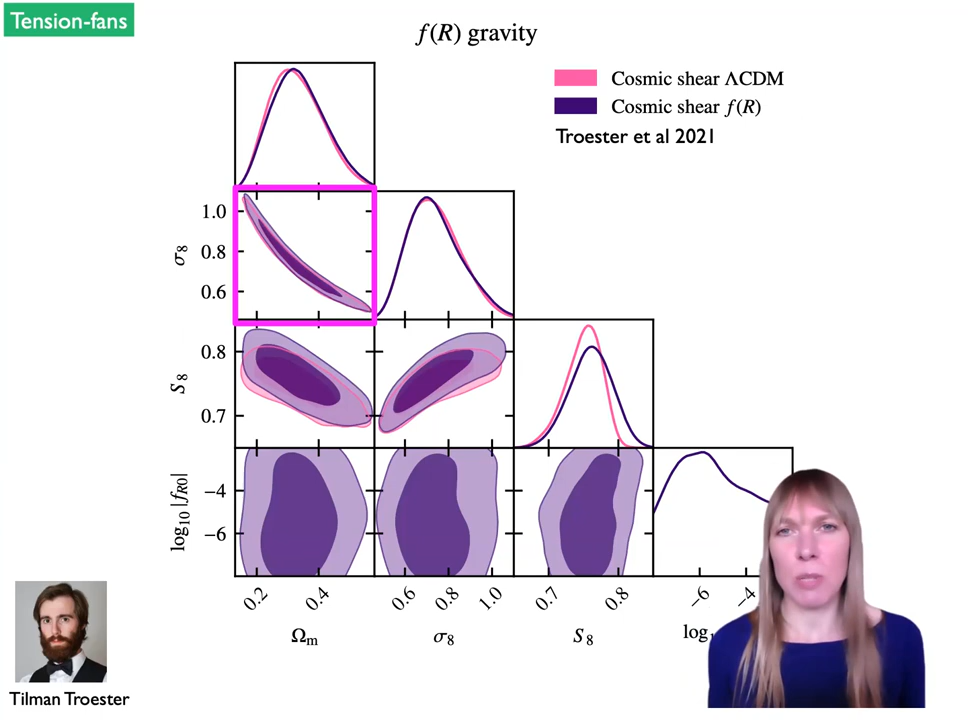 Tension-fans
f(R) gravity
Cosmic shear ΛCDM
Cosmic shear f(R)
Troester et al 2021
1.0
0.8
0.6
σ8
0.8
0.7
S8
−4
−6
log10 |fR0|
0.2 0.4 0.6 0.8 1.0 0.7 0.8 −6 −4
Ωm σ8 S8
Tilman Troester